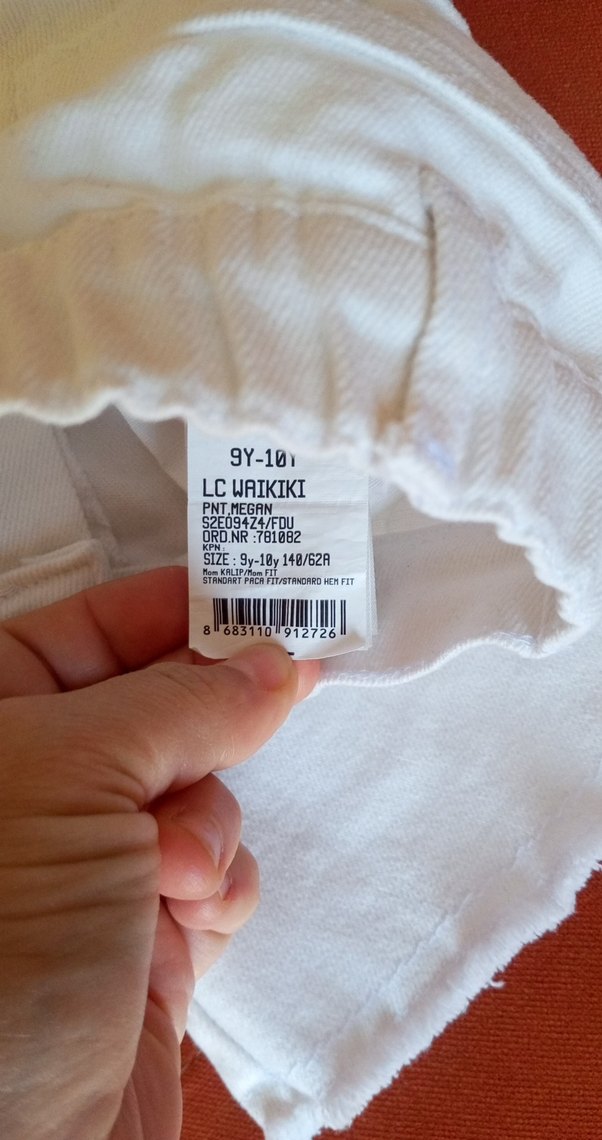 9Y-10Y
LC WAIKIKI
PNT,MEGAN
S2E094Z4/FDU
ORD.NR :781082
KPN :
SIZE : 9y-10y 140/62A
Mom KALIP/Mom FIT
STANDART PAÇA FIT/STANDARD HEM FIT
8 683110 912726